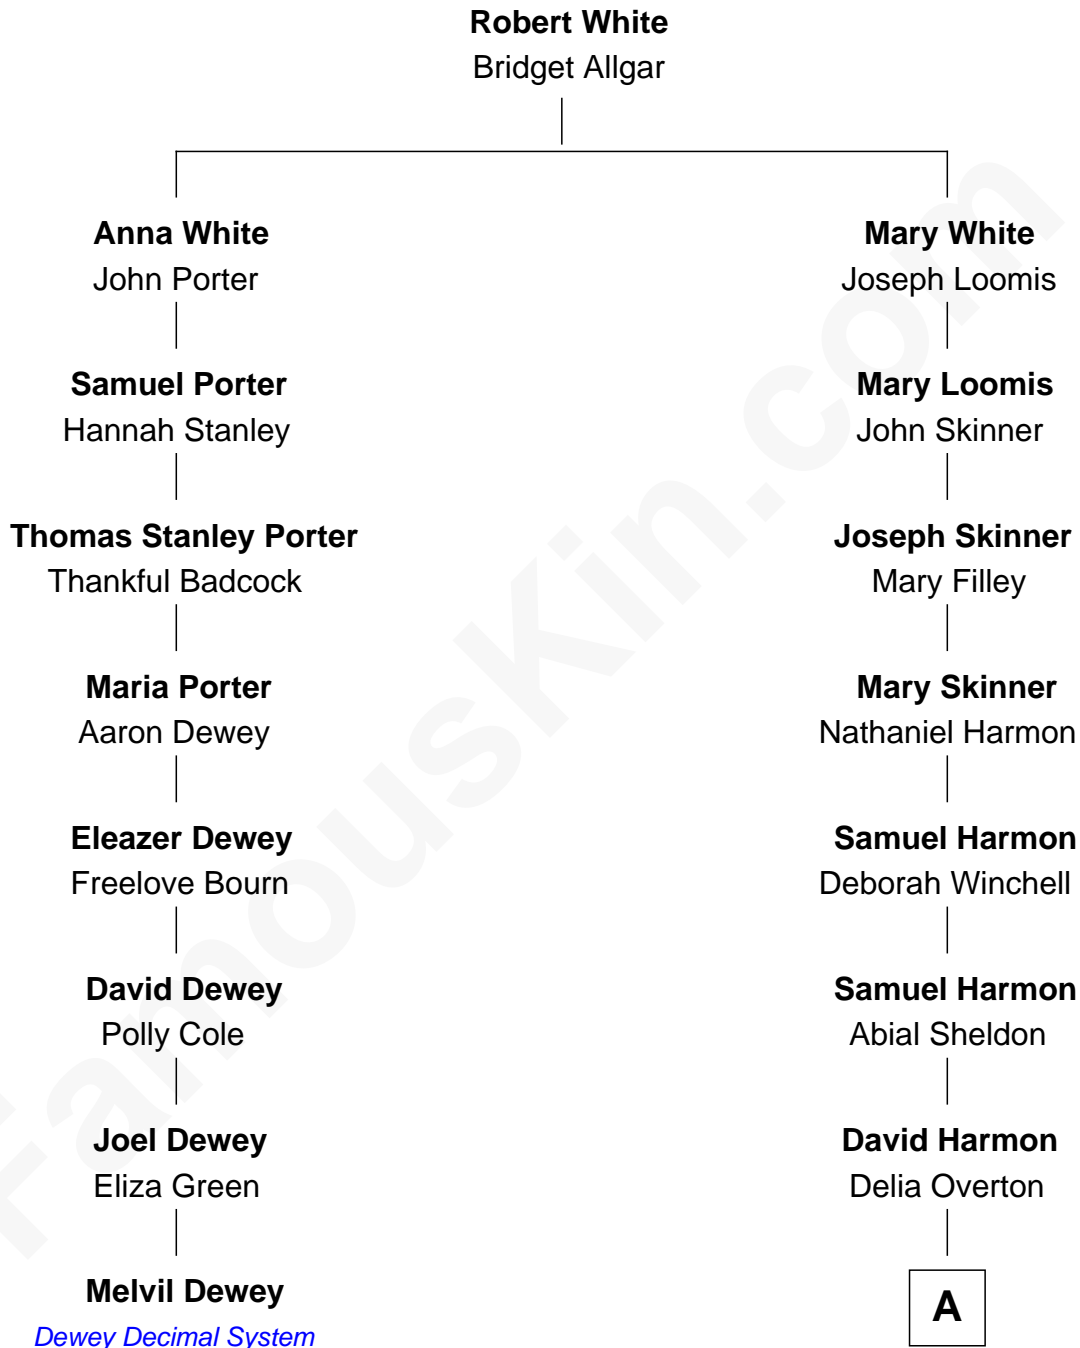 Robert White
Bridget Allgar
Anna White
John Porter
Mary White
Joseph Loomis
Samuel Porter
Hannah Stanley
Mary Loomis
John Skinner
Thomas Stanley Porter
Thankful Badcock
Joseph Skinner
Mary Filley
Maria Porter
Aaron Dewey
Mary Skinner
Nathaniel Harmon
Eleazer Dewey
Freelove Bourn
Samuel Harmon
Deborah Winchell
David Dewey
Polly Cole
Samuel Harmon
Abial Sheldon
Joel Dewey
Eliza Green
David Harmon
Delia Overton
Melvil Dewey
Dewey Decimal System
A
FamousKin.com